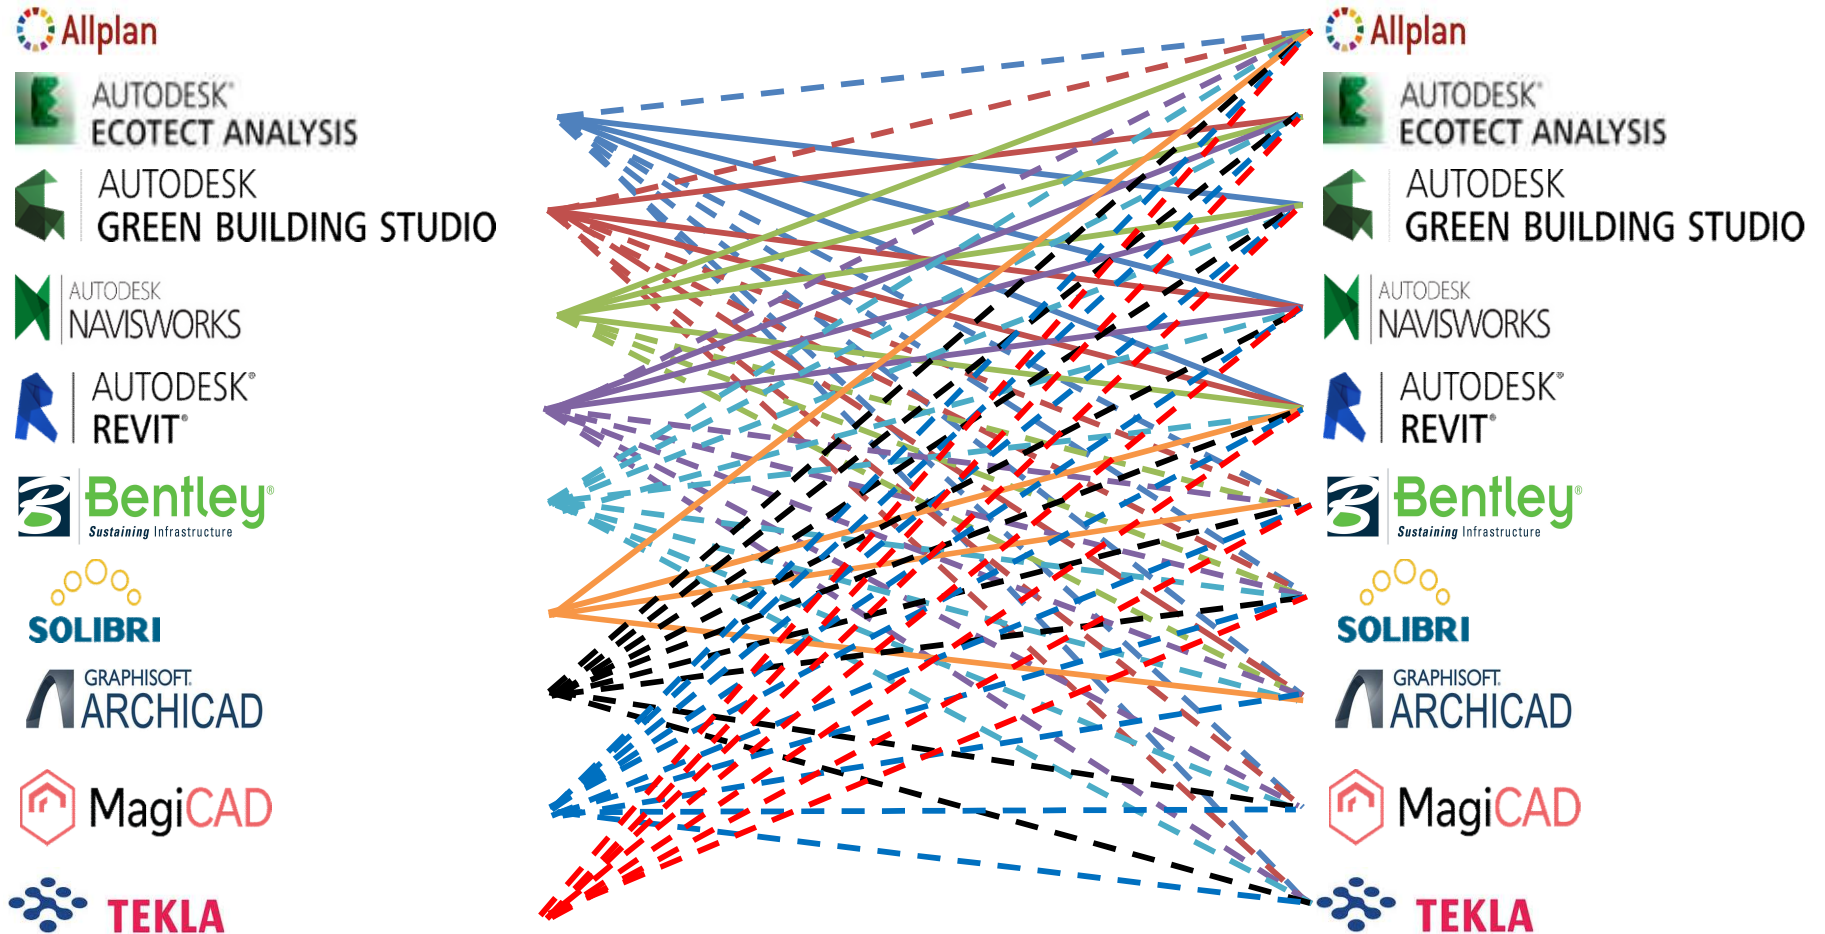 Allplan
AUTODESK®
ECOTECT ANALYSIS
AUTODESK
GREEN BUILDING STUDIO
AUTODESK
NAVISWORKS
AUTODESK®
REVIT®
Bentley®
Sustaining Infrastructure
SOLIBRI
GRAPHISOFT.
ARCHICAD
MagiCAD
TEKLA
Allplan
AUTODESK®
ECOTECT ANALYSIS
AUTODESK
GREEN BUILDING STUDIO
AUTODESK
NAVISWORKS
AUTODESK®
REVIT®
Bentley®
Sustaining Infrastructure
SOLIBRI
GRAPHISOFT.
ARCHICAD
MagiCAD
TEKLA